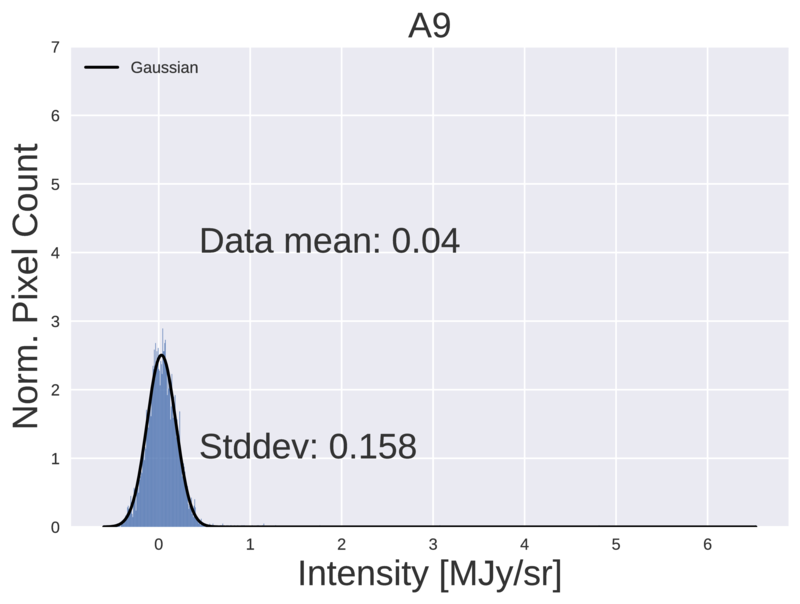 A9
Norm. Pixel Count
7
6
5
4
3
2
1
0
Gaussian
Data mean: 0.04
Stddev: 0.158
0 1 2 3 4 5 6
Intensity [MJy/sr]